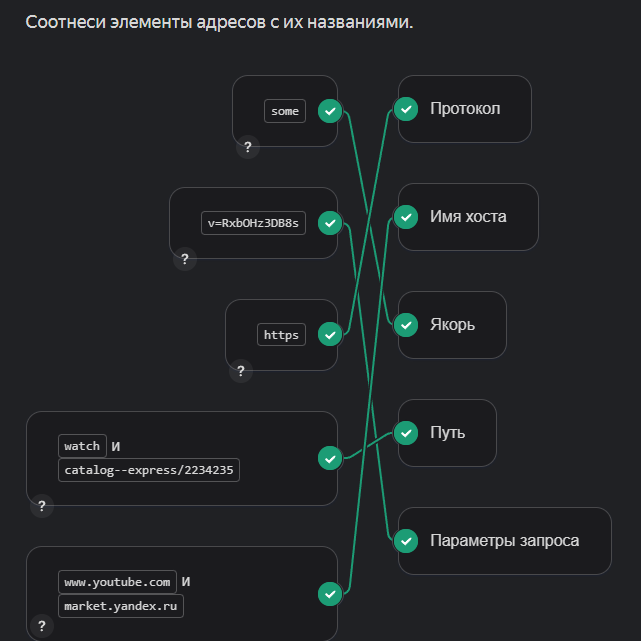 Соотнеси элементы адресов с их названиями.
some
Протокол
?
v=RxbOHz3DB8s
Имя хоста
?
https
Якорь
?
watch и
catalog--express/2234235
Путь
?
Параметры запроса
www.youtube.com и
market.yandex.ru
?